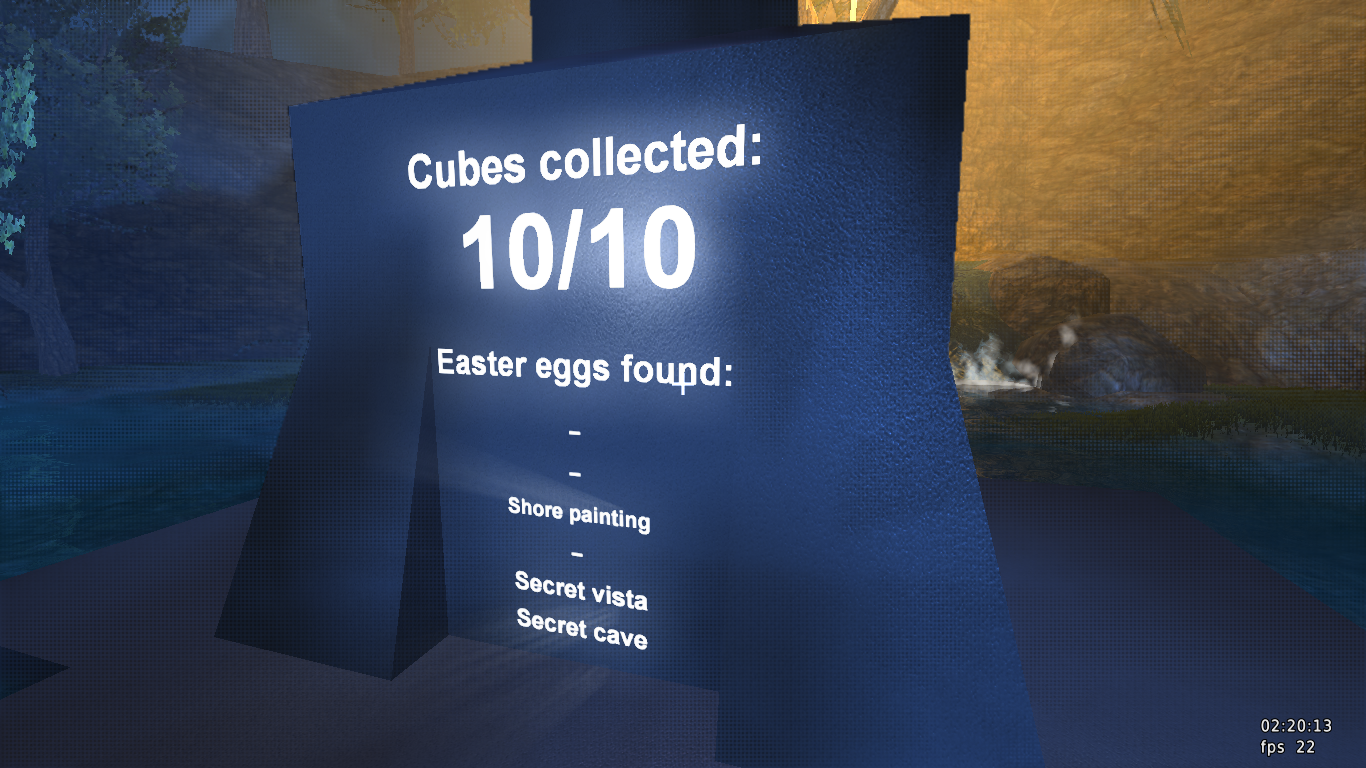 Cubes collected:
10/10
Easter eggs found:
–
–
Shore painting
–
Secret vista
Secret cave
02:20:13
fps 22